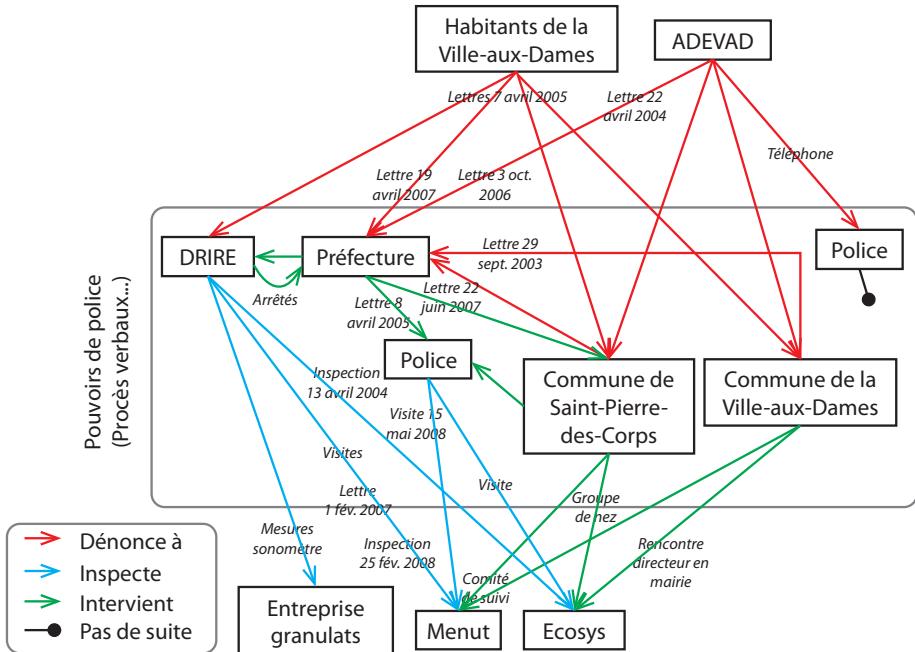 Habitants de la
Ville-aux-Dames
ADEVAD
Lettres 7 avril 2005
Lettre 22
avril 2004
Téléphone
Lettre 19
avril 2007
Lettre 3 oct.
2006
DRIRE
Préfecture
Lettre 29
sept. 2003
Police
Arrêtés
Lettre 8
avril 2005
Lettre 22
juin 2007
Pouvoirs de police
(Procès verbaux...)
Police
Commune de
Saint-Pierre-
des-Corps
Commune de la
Ville-aux-Dames
Inspection
13 avril 2004
Visite 15
mai 2008
Visites
Visite
Lettre
1 fév. 2007
Groupe
de nez
Mesures
sonomètre
Inspection
25 fév. 2008
Rencontre
directeur en
mairie
Comité
de suivi
Dénonce à
Inspecte
Intervient
Pas de suite
Entreprise
granulats
Menut
Ecosys